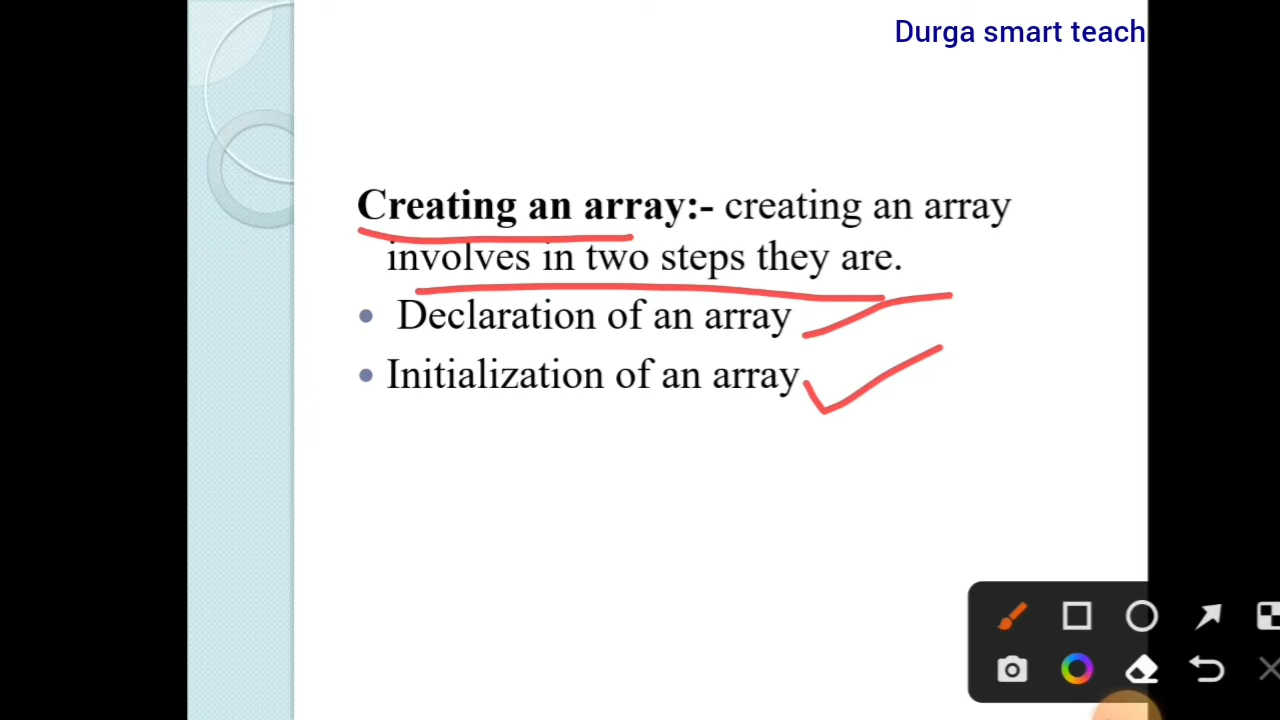 Durga smart teach
Creating an array:- creating an array
involves in two steps they are.
Declaration of an array
Initialization of an array